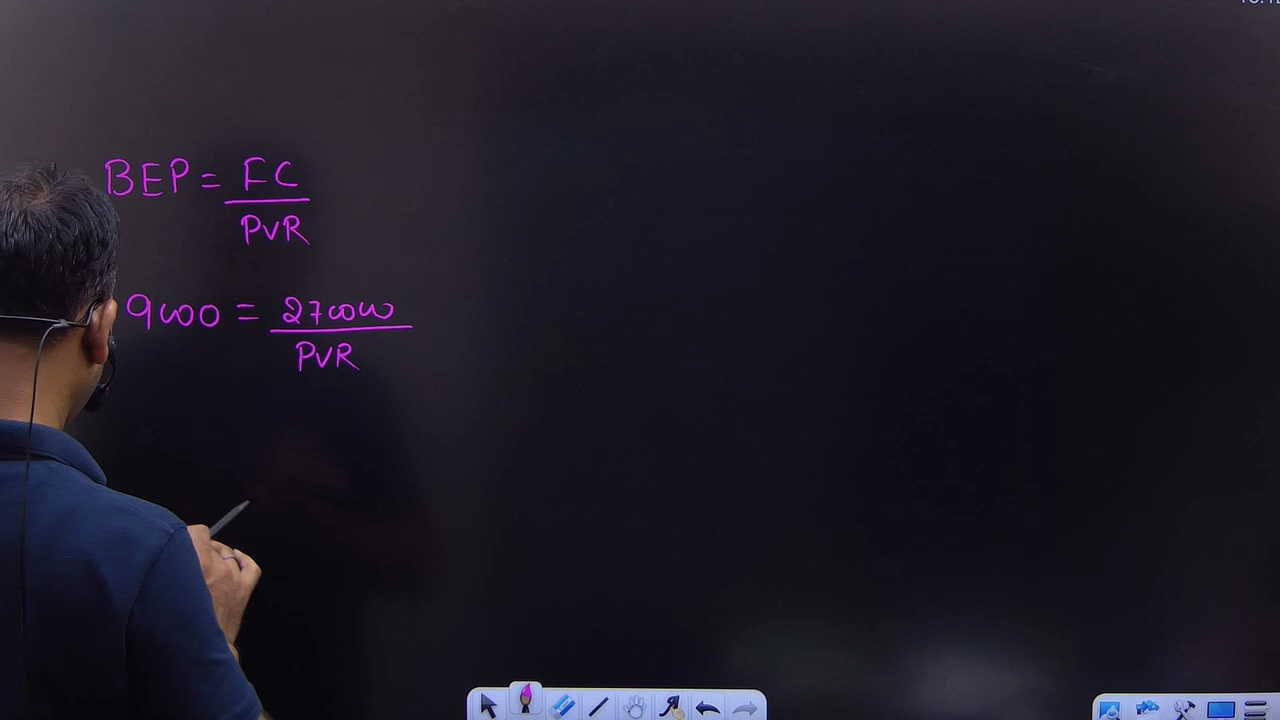 BEP = FC
PVR
9000 = 270000
PVR